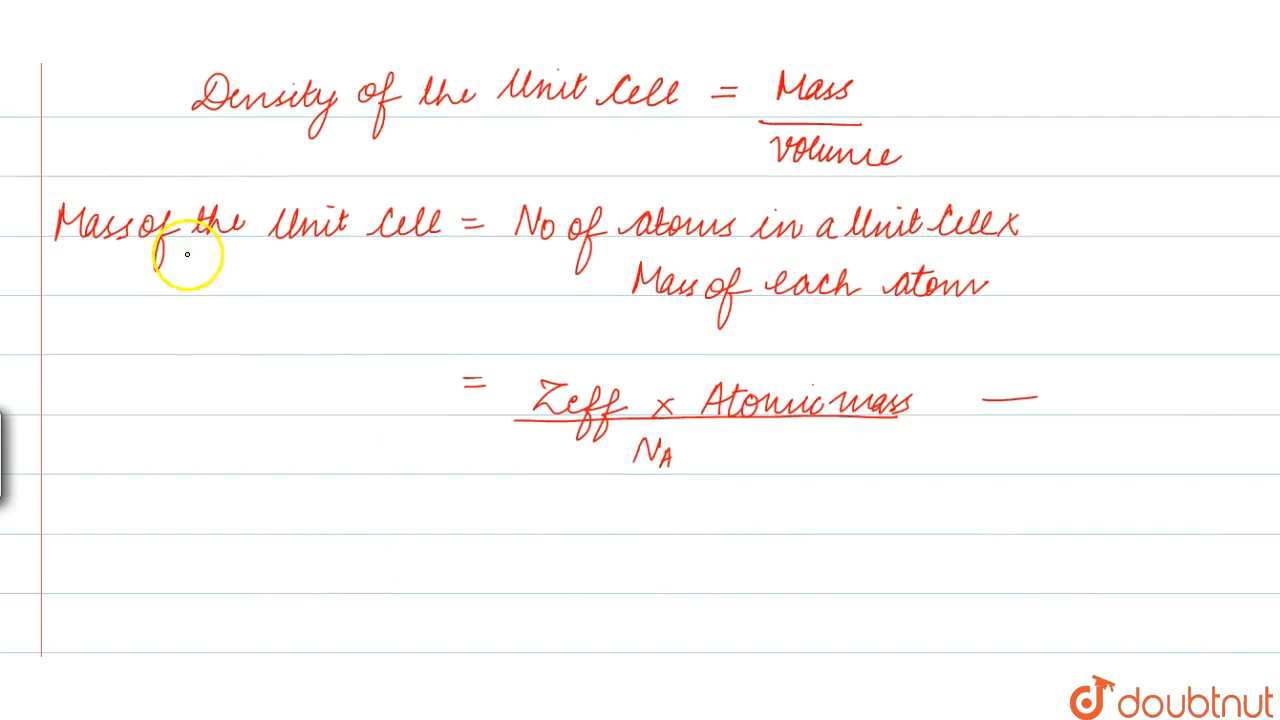 Density of the Unit Cell = Mass
Volume
Mass of the Unit Cell = No of atoms in a Unit Cell x
Mass of each atom
= Zeff x Atomic mass —
NA
doubtnut